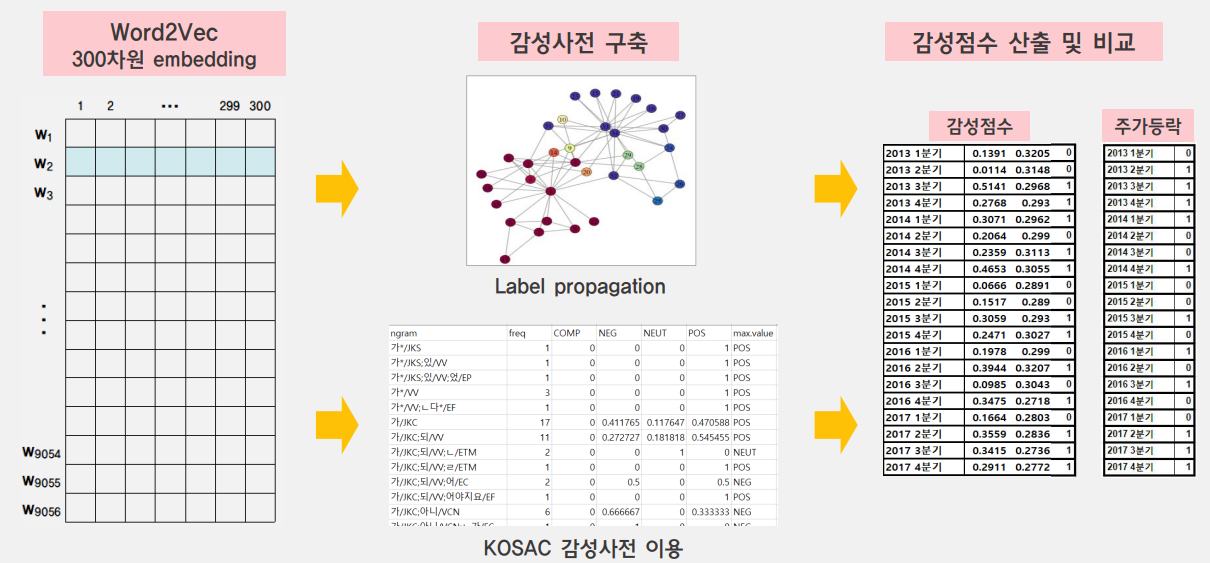 Word2Vec
300차원 embedding
1 2 ••• 299 300
W1
W2
W3
W9054
W9055
W9056
감성사전 구축
10
9
14
20
29
28
Label propagation
ngram freq COMP NEG NEUT POS max.value
가*/JKS 1 0 0 0 1 POS
가*/JKS;있/VV 1 0 0 0 1 POS
가*/JKS;있/VV;었/EP 1 0 0 0 1 POS
가*/VV 3 0 0 0 1 POS
가*/VV;ㄴ다*/EF 1 0 0 0 1 POS
가/JKC 17 0 0.411765 0.117647 0.470588 POS
가/JKC;되/VV 11 0 0.272727 0.181818 0.545455 POS
가/JKC;되/VV;ㄴ/ETM 2 0 0 1 0 NEUT
가/JKC;되/VV;ㄹ/ETM 1 0 0 0 1 POS
가/JKC;되/VV;어/EC 2 0 0.5 0 0.5 NEG
가/JKC;되/VV;어야지요/EF 1 0 0 0 1 POS
가/JKC;아니/VCN 6 0 0.666667 0 0.333333 NEG
KOSAC 감성사전 이용
감성점수 산출 및 비교
감성점수
2013 1분기 0.1391 0.3205 0
2013 2분기 0.0114 0.3148 0
2013 3분기 0.5141 0.2968 1
2013 4분기 0.2768 0.293 1
2014 1분기 0.3071 0.2962 1
2014 2분기 0.2064 0.299 0
2014 3분기 0.2359 0.3113 1
2014 4분기 0.4653 0.3055 1
2015 1분기 0.0666 0.2891 0
2015 2분기 0.1517 0.289 0
2015 3분기 0.3059 0.293 1
2015 4분기 0.2471 0.3027 1
2016 1분기 0.1978 0.299 0
2016 2분기 0.3944 0.3207 1
2016 3분기 0.0985 0.3043 0
2016 4분기 0.3475 0.2718 1
2017 1분기 0.1664 0.2803 0
2017 2분기 0.3559 0.2836 1
2017 3분기 0.3415 0.2736 1
2017 4분기 0.2911 0.2772 1
주가등락
2013 1분기 0
2013 2분기 1
2013 3분기 1
2013 4분기 1
2014 1분기 1
2014 2분기 0
2014 3분기 0
2014 4분기 1
2015 1분기 0
2015 2분기 0
2015 3분기 1
2015 4분기 0
2016 1분기 1
2016 2분기 0
2016 3분기 1
2016 4분기 0
2017 1분기 0
2017 2분기 1
2017 3분기 1
2017 4분기 1